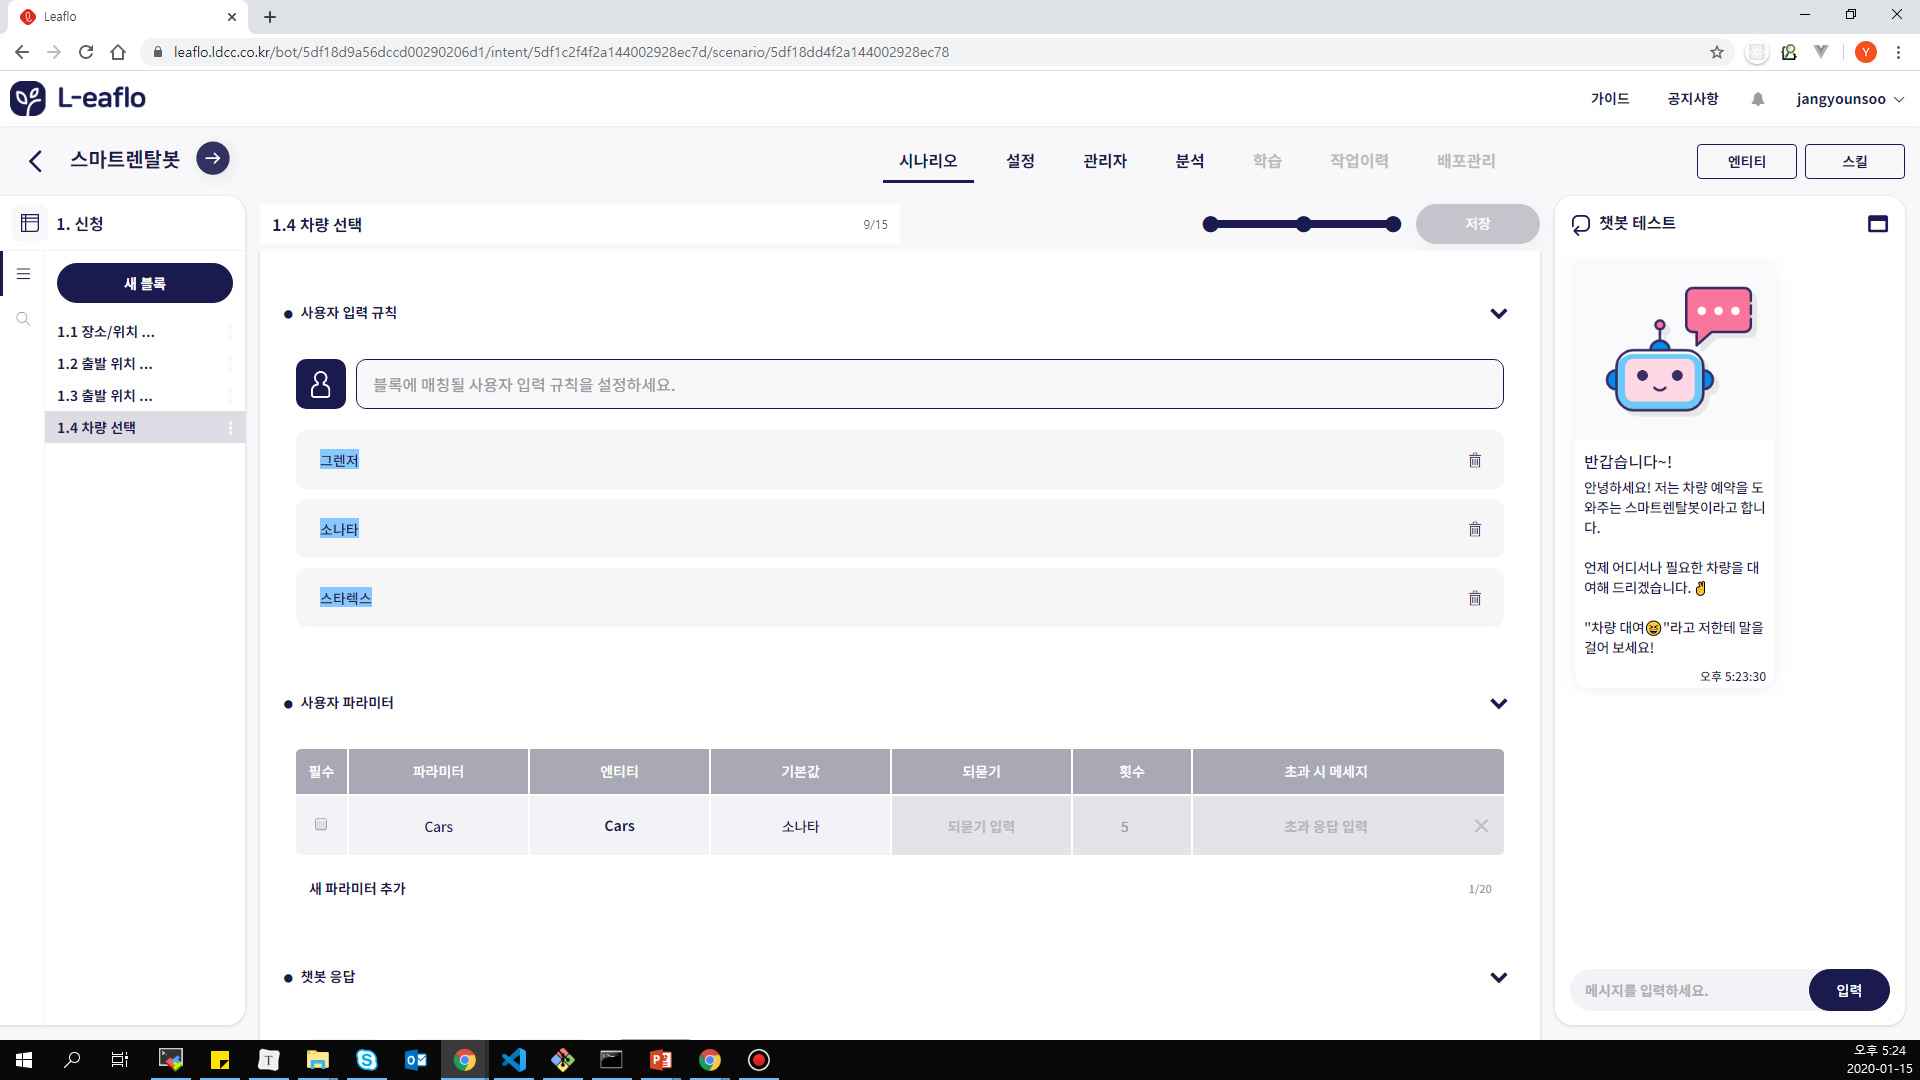 Leaflo
leaflo.ldcc.co.kr/bot/5df18d9a56dccd00290206d1/intent/5df1c2f4f2a144002928ec7d/scenario/5df18dd4f2a144002928ec78
Y
L-eaflo
가이드
공지사항
jangyounsoo
스마트렌탈봇
시나리오
설정
관리자
분석
학습
작업이력
배포관리
엔티티
스킬
1. 신청
새 블록
1.1 장소/위치 ...
1.2 출발 위치 ...
1.3 출발 위치 ...
1.4 차량 선택
1.4 차량 선택
9/15
저장
사용자 입력 규칙
블록에 매칭될 사용자 입력 규칙을 설정하세요.
그렌저
소나타
스타렉스
사용자 파라미터
필수
파라미터
엔티티
기본값
되묻기
횟수
초과 시 메세지
Cars
Cars
소나타
되묻기 입력
5
초과 응답 입력
새 파라미터 추가
1/20
챗봇 응답
챗봇 테스트
반갑습니다~!
안녕하세요! 저는 차량 예약을 도
와주는 스마트렌탈봇이라고 합니
다.
언제 어디서나 필요한 차량을 대
여해 드리겠습니다.✌
"차량 대여😆"라고 저한테 말을
걸어 보세요!
오후 5:23:30
메시지를 입력하세요.
입력
오후 5:24
2020-01-15